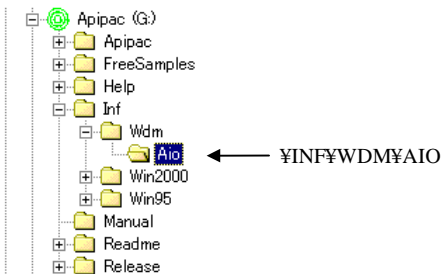 Apipac (G:)
Apipac
FreeSamples
Help
Inf
Wdm
Aio ¥INF¥WDM¥AIO
Win2000
Win95
Manual
Readme
Release